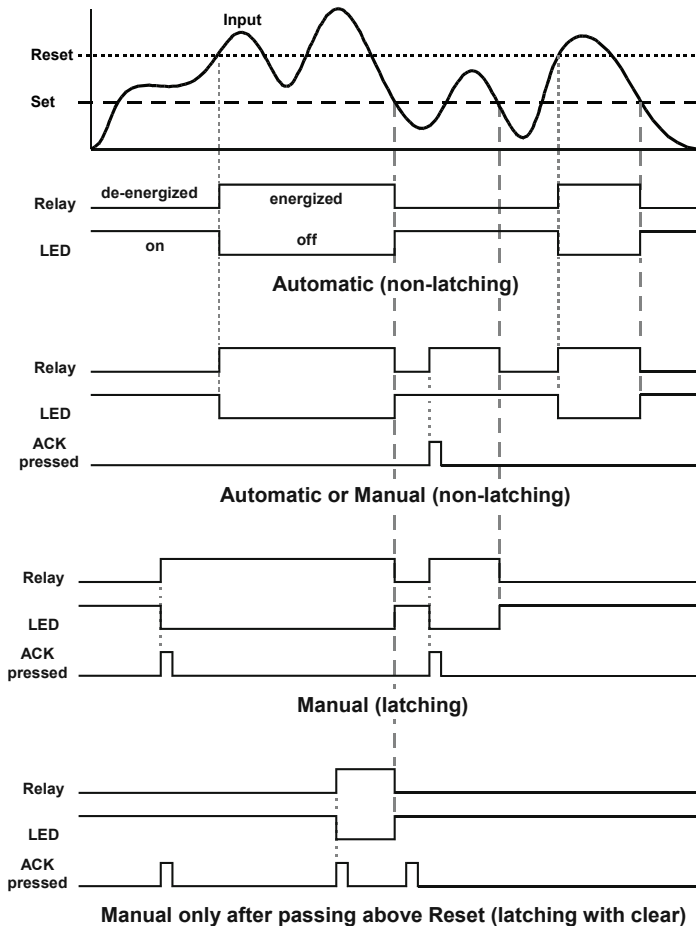 Input
Reset
Set
de-energized
energized
Relay
LED
on
off
Automatic (non-latching)
Relay
LED
ACK
pressed
Automatic or Manual (non-latching)
Relay
LED
ACK
pressed
Manual (latching)
Relay
LED
ACK
pressed
Manual only after passing above Reset (latching with clear)